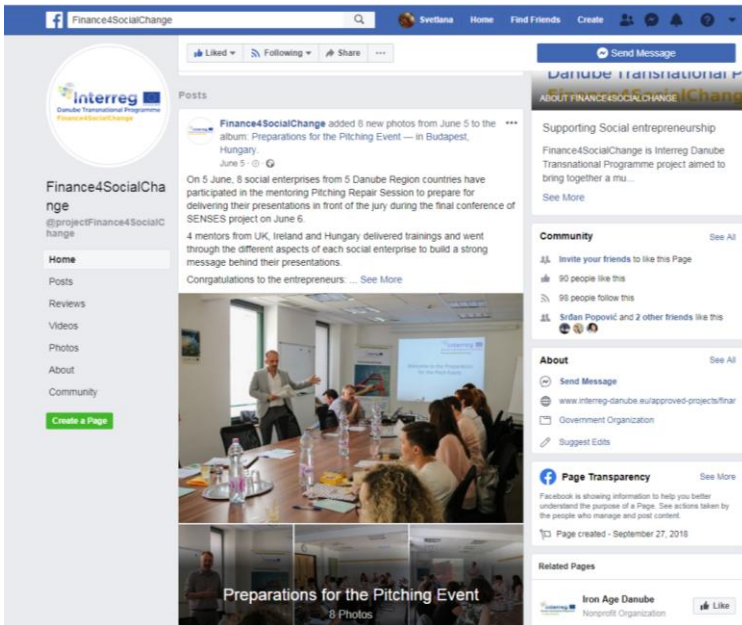 Finance4SocialChange
Svetlana
Home
Find Friends
Create
Liked
Following
Share
Send Message
Interreg
Danube Transnational Programme
Finance4SocialChange
Finance4SocialCha
nge
@projectFinance4SocialC
hange
Home
Posts
Reviews
Videos
Photos
About
Community
Create a Page
Posts
Finance4SocialChange added 8 new photos from June 5 to the
album: Preparations for the Pitching Event — in Budapest,
Hungary.
June 5
On 5 June, 8 social enterprises from 5 Danube Region countries have
participated in the mentoring Pitching Repair Session to prepare for
delivering their presentations in front of the jury during the final conference of
SENSES project on June 6.
4 mentors from UK, Ireland and Hungary delivered trainings and went
through the different aspects of each social enterprise to build a strong
message behind their presentations.
Conrgatulations to the entrepreneurs: ... See More
Interreg
Welcome to the Preparations
for the Pitch Event
Preparations for the Pitching Event
8 Photos
Danube Transnational P
ABOUT FINANCE4SOCIALCHANGE
Supporting Social entrepreneurship
Finance4SocialChange is Interreg Danube
Transnational Programme project aimed to
bring together a mu...
See More
Community
See All
Invite your friends to like this Page
90 people like this
98 people follow this
Srđan Popović and 2 other friends like this
About
See All
Send Message
www.interreg-danube.eu/approved-projects/finar
Government Organization
Suggest Edits
Page Transparency
See More
Facebook is showing information to help you better
understand the purpose of a Page. See actions taken by
the people who manage and post content.
Page created - September 27, 2018
Related Pages
Interreg
Iron Age Danube
Nonprofit Organization
Like